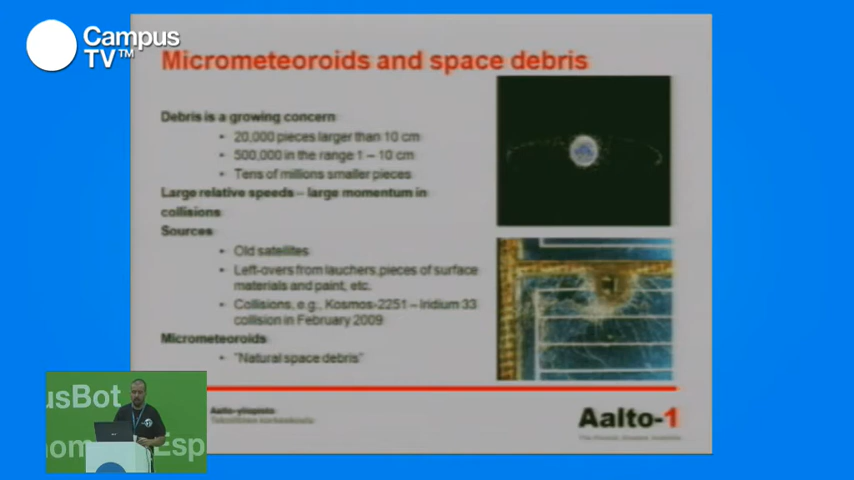 Campus
TV™
Micrometeoroids and space debris
Debris is a growing concern
• 20,000 pieces larger than 10 cm
• 500,000 in the range 1 – 10 cm
• Tens of millions smaller pieces
Large relative speeds – large momentum in
collisions
Sources
• Old satellites
• Left-overs from lauchers,pieces of surface
materials and paint, etc.
• Collisions, e.g., Kosmos-2251 – Iridium 33
collision in February 2009
Micrometeoroids
• "Natural space debris"
usBot
nom
Esp
Aalto-yliopisto
Teknillinen korkeakoulu
Aalto-1